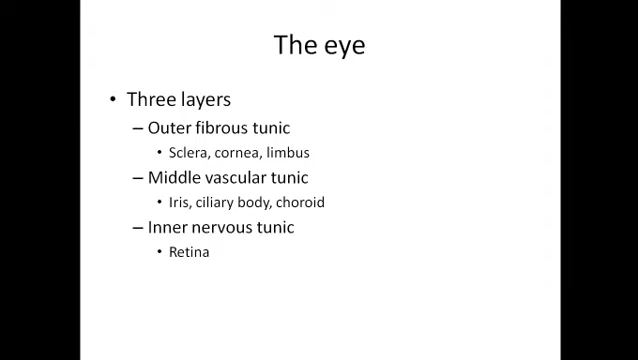 The eye
• Three layers
– Outer fibrous tunic
• Sclera, cornea, limbus
– Middle vascular tunic
• Iris, ciliary body, choroid
– Inner nervous tunic
• Retina